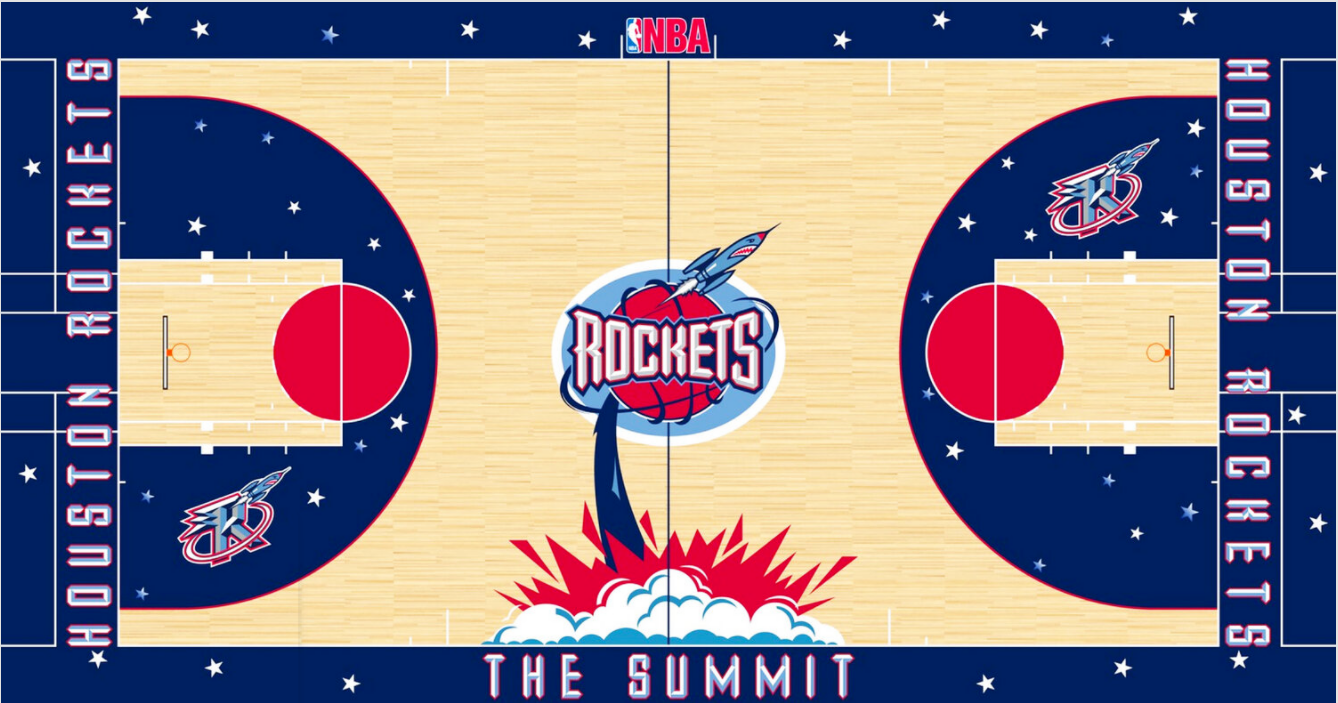 NBA
HOUSTON ROCKETS
HOUSTON ROCKETS
ROCKETS
R
R
THE SUMMIT